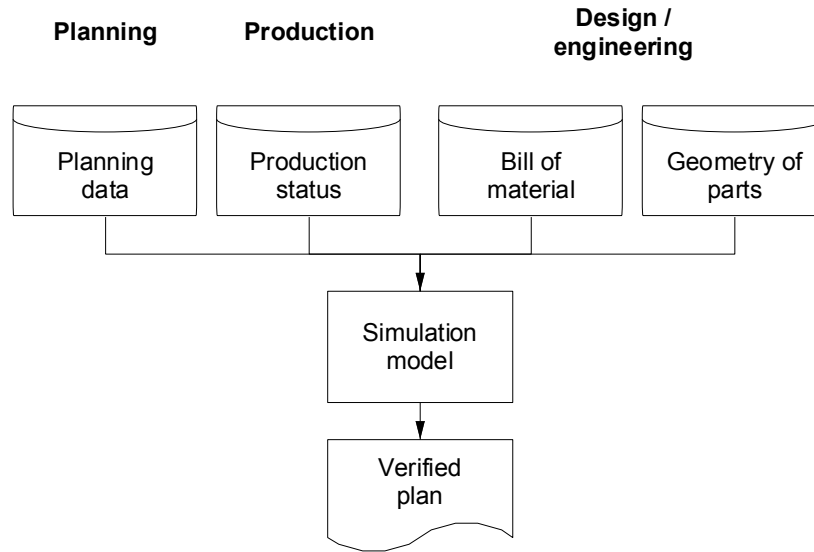 Planning
Production
Design /
engineering
Planning
data
Production
status
Bill of
material
Geometry of
parts
Simulation
model
Verified
plan